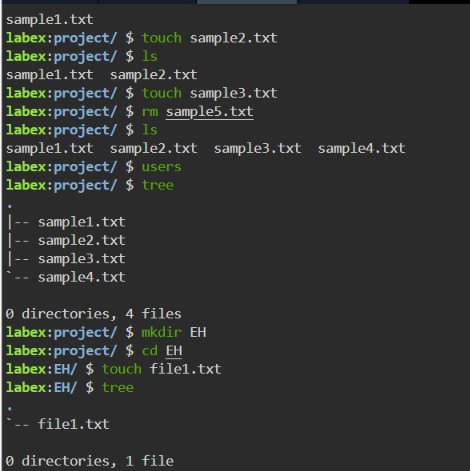 sample1.txt
labex:project/ $ touch sample2.txt
labex:project/ $ ls
sample1.txt  sample2.txt
labex:project/ $ touch sample3.txt
labex:project/ $ rm sample5.txt
labex:project/ $ ls
sample1.txt  sample2.txt  sample3.txt  sample4.txt
labex:project/ $ users
labex:project/ $ tree
.
|-- sample1.txt
|-- sample2.txt
|-- sample3.txt
`-- sample4.txt
0 directories, 4 files
labex:project/ $ mkdir EH
labex:project/ $ cd EH
labex:EH/ $ touch file1.txt
labex:EH/ $ tree
.
`-- file1.txt
0 directories, 1 file